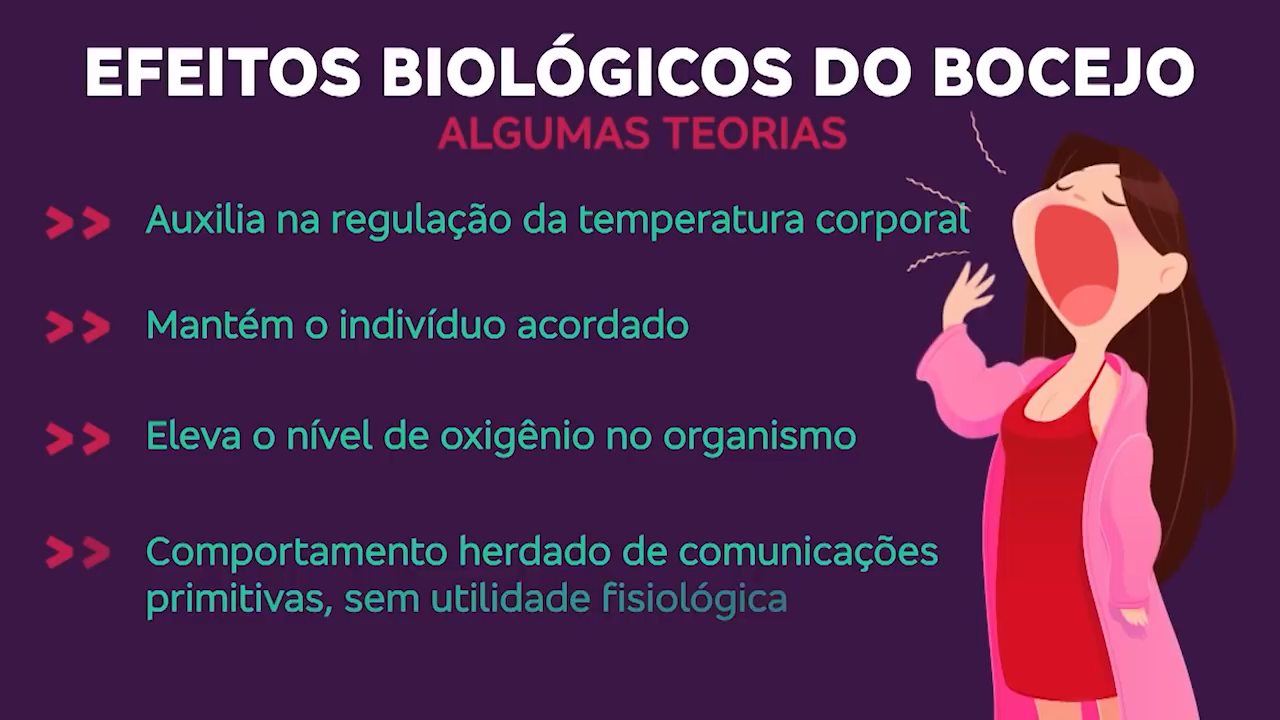 EFEITOS BIOLÓGICOS DO BOCEJO
ALGUMAS TEORIAS
>> Auxilia na regulação da temperatura corporal
>> Mantém o indivíduo acordado
>> Eleva o nível de oxigênio no organismo
>> Comportamento herdado de comunicações
primitivas, sem utilidade fisiológica